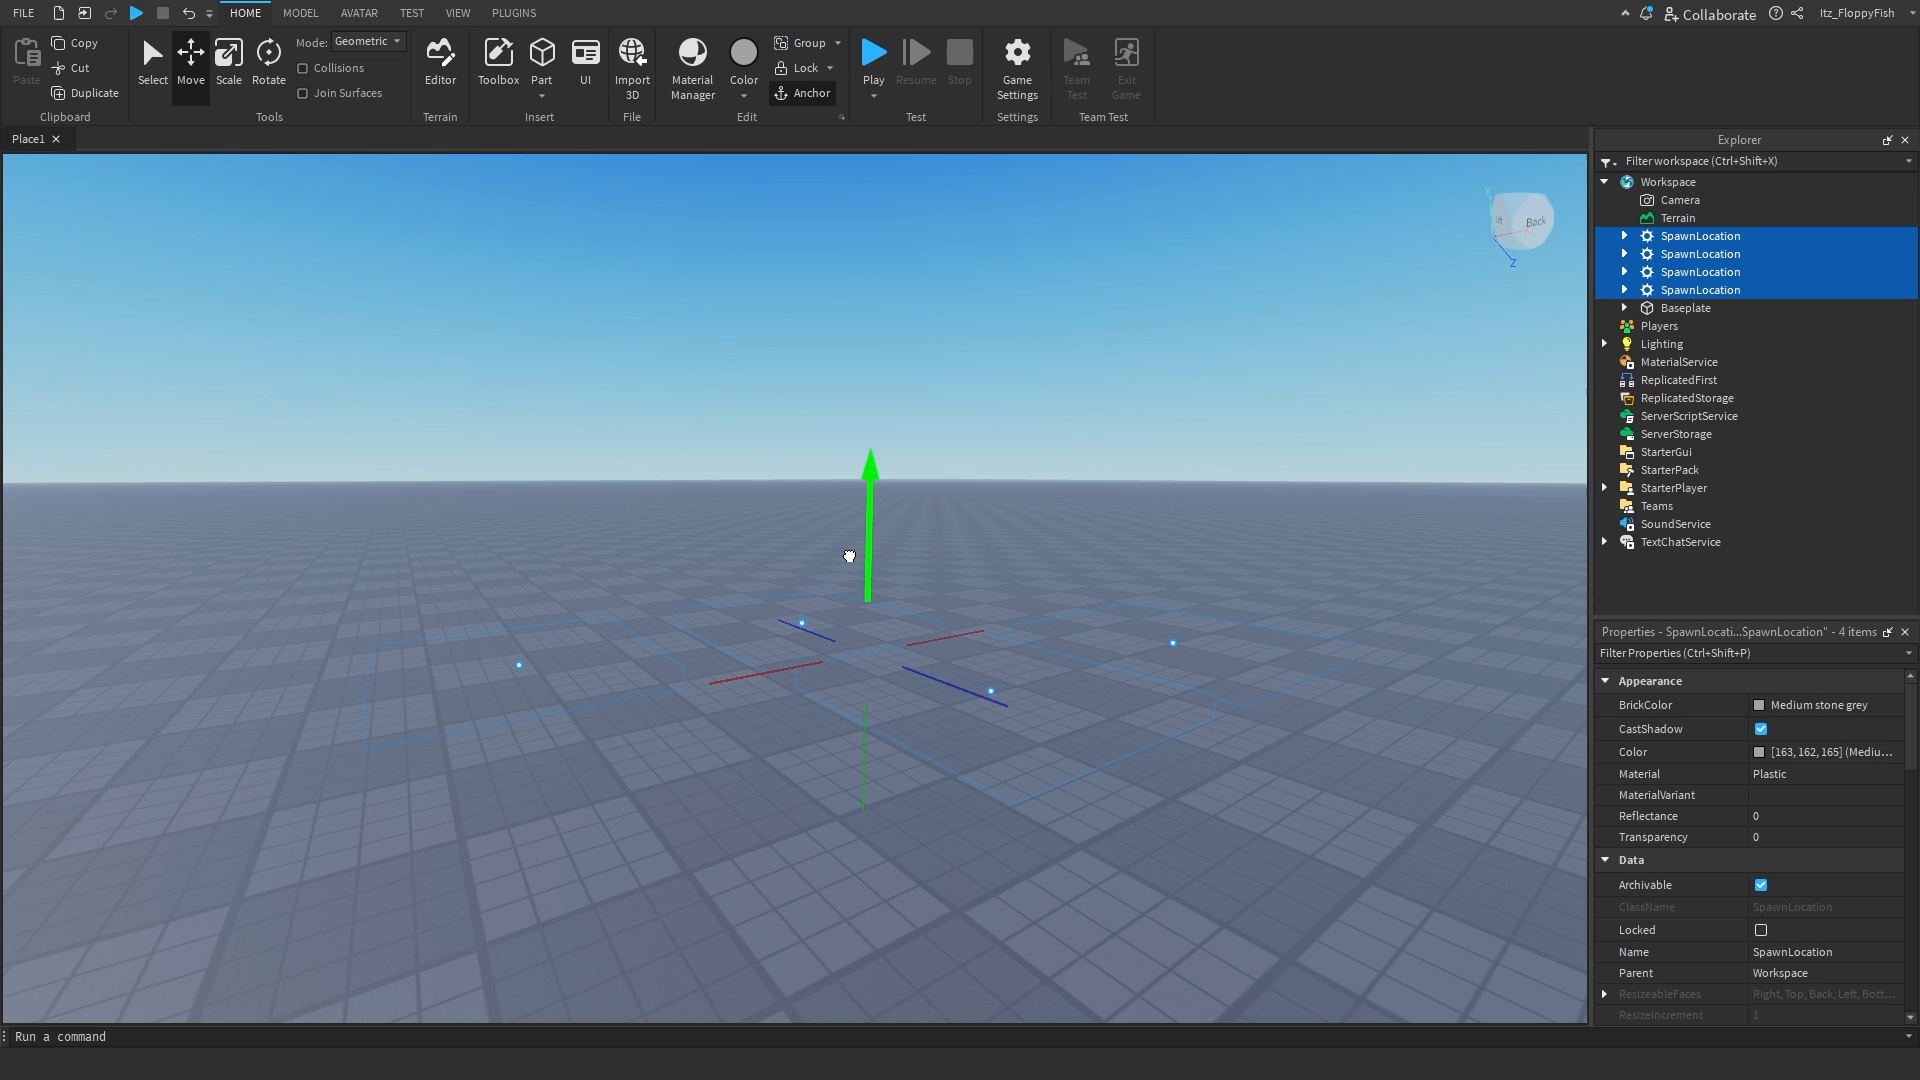 FILE HOME MODEL AVATAR TEST VIEW PLUGINS Collaborate Itz_FloppyFish
Paste Copy Cut Duplicate
Clipboard
Select Move Scale Rotate Mode: Geometric
Collisions
Join Surfaces
Tools
Editor
Terrain
Toolbox Part UI
Insert
Import 3D
File
Material Manager Color Group
Lock
Anchor
Edit
Play Resume Stop
Test
Game Settings
Settings
Team Test Exit Game
Team Test
Place1
Y
Back
Z
Explorer
Filter workspace (Ctrl+Shift+X)
Workspace
Camera
Terrain
SpawnLocation
SpawnLocation
SpawnLocation
SpawnLocation
Baseplate
Players
Lighting
MaterialService
ReplicatedFirst
ReplicatedStorage
ServerScriptService
ServerStorage
StarterGui
StarterPack
StarterPlayer
Teams
SoundService
TextChatService
Properties - SpawnLocati...SpawnLocation" - 4 items
Filter Properties (Ctrl+Shift+P)
Appearance
BrickColor Medium stone grey
CastShadow
Color [163, 162, 165] (Mediu...
Material Plastic
MaterialVariant
Reflectance 0
Transparency 0
Data
Archivable
ClassName SpawnLocation
Locked
Name SpawnLocation
Parent Workspace
ResizeableFaces Right, Top, Back, Left, Bott...
ResizeIncrement 1
Run a command